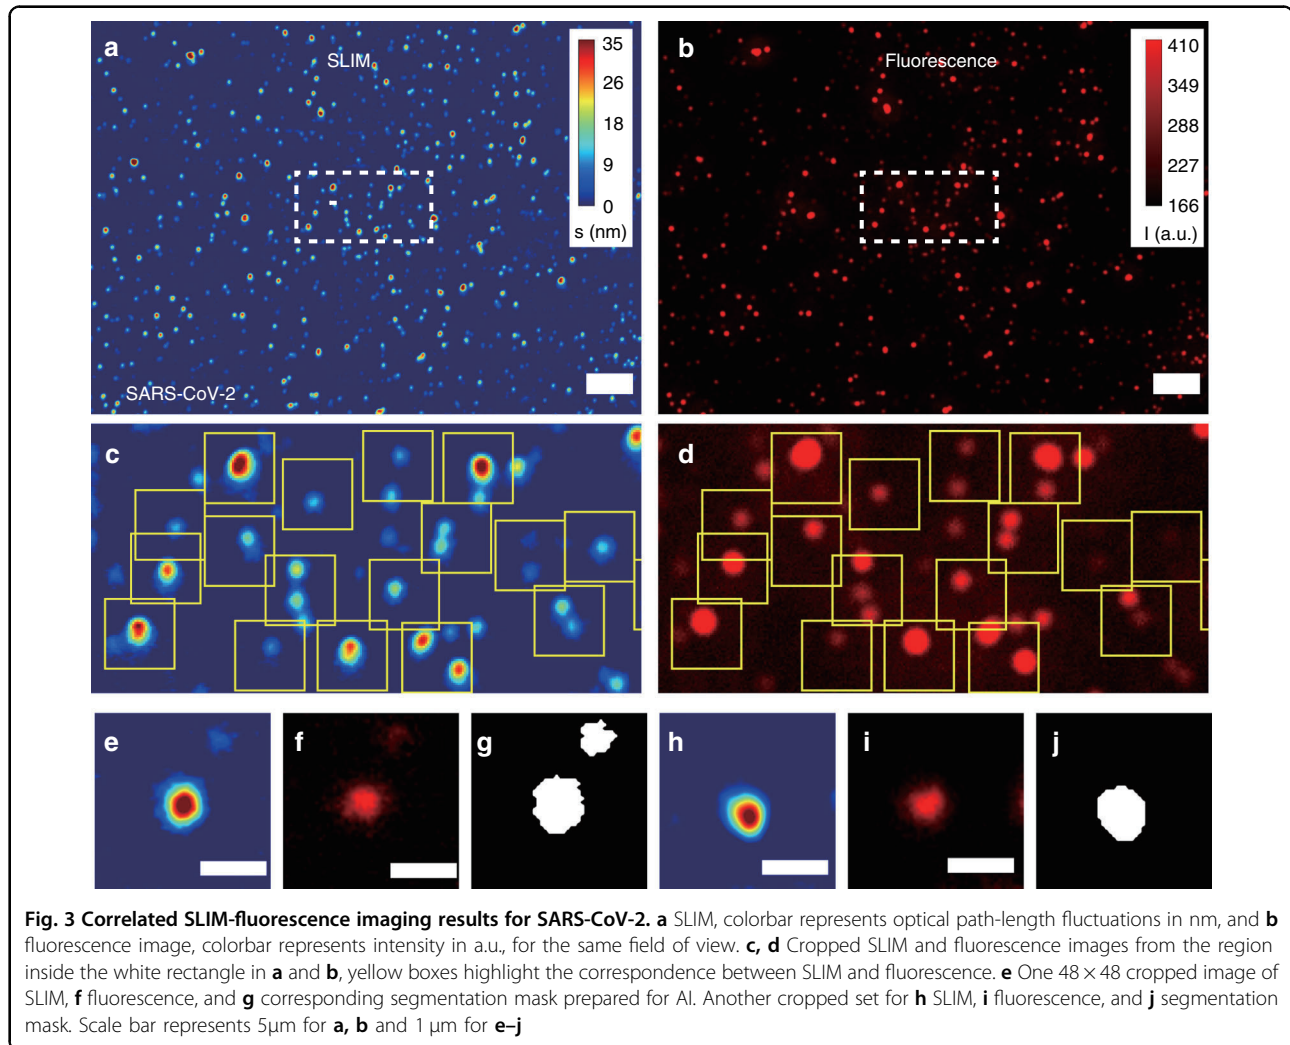 a
SLIM
35
26
18
9
0
s (nm)
SARS-CoV-2
b
Fluorescence
410
349
288
227
166
I (a.u.)
c
d
e
f
g
h
i
j
Fig. 3 Correlated SLIM-fluorescence imaging results for SARS-CoV-2. a SLIM, colorbar represents optical path-length fluctuations in nm, and b
fluorescence image, colorbar represents intensity in a.u., for the same field of view. c, d Cropped SLIM and fluorescence images from the region
inside the white rectangle in a and b, yellow boxes highlight the correspondence between SLIM and fluorescence. e One 48 × 48 cropped image of
SLIM, f fluorescence, and g corresponding segmentation mask prepared for AI. Another cropped set for h SLIM, i fluorescence, and j segmentation
mask. Scale bar represents 5μm for a, b and 1 μm for e–j